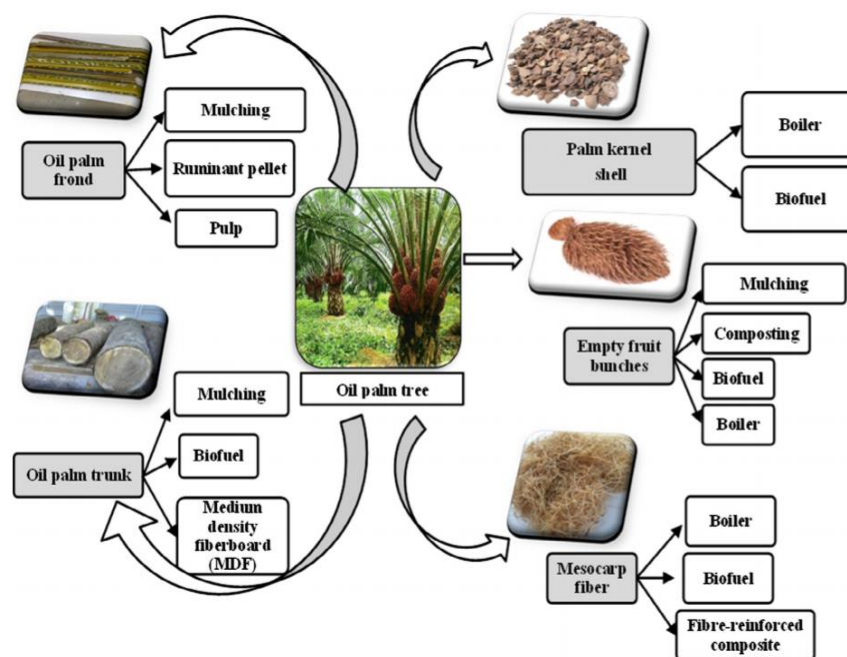 Mulching
Oil palm
frond
Ruminant pellet
Pulp
Oil palm tree
Mulching
Biofuel
Oil palm trunk
Medium
density
fiberboard
(MDF)
Palm kernel
shell
Boiler
Biofuel
Empty fruit
bunches
Mulching
Composting
Biofuel
Boiler
Mesocarp
fiber
Boiler
Biofuel
Fibre-reinforced
composite